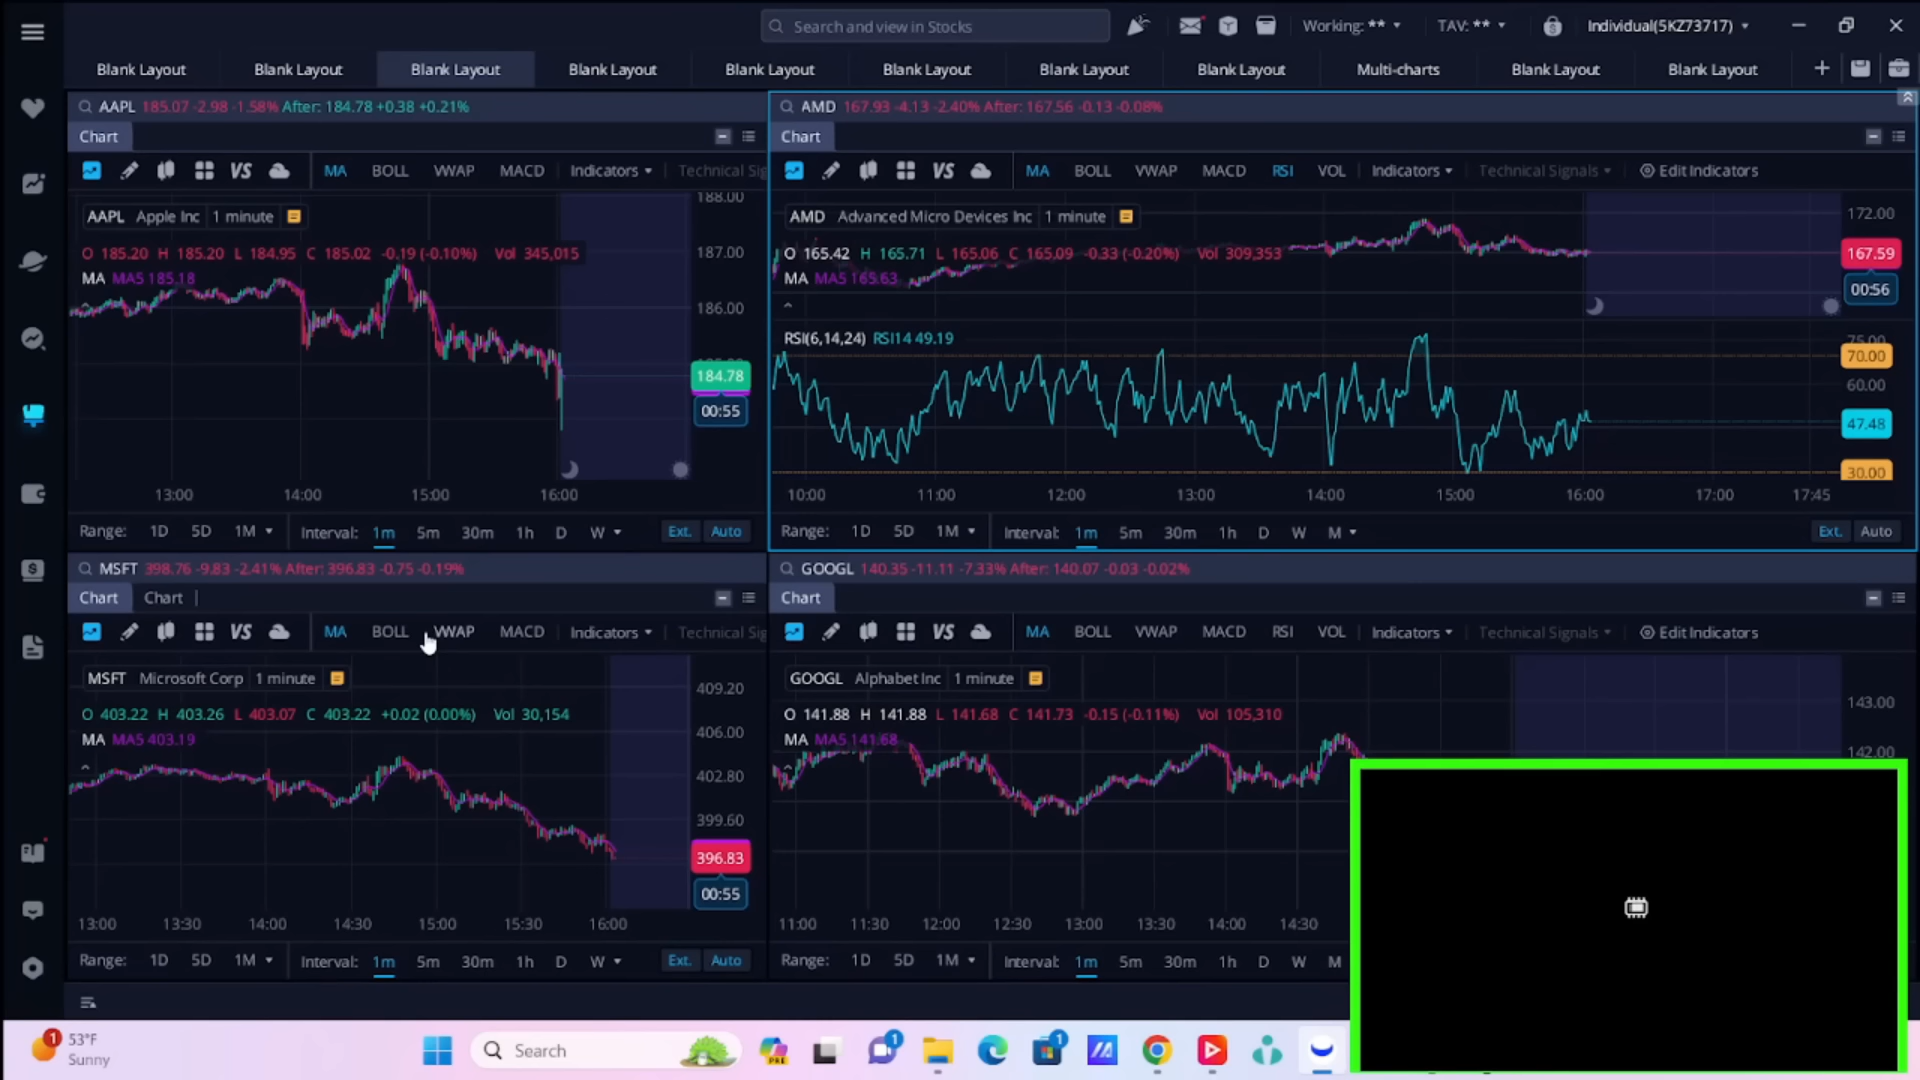 Search and view in Stocks
Working: **
TAV: **
Individual(5KZ73717)
Blank Layout Blank Layout Blank Layout Blank Layout Blank Layout Blank Layout Blank Layout Blank Layout Multi-charts Blank Layout Blank Layout
AAPL 185.07 -2.98 -1.58% After: 184.78 +0.38 +0.21%
Chart
VS MA BOLL VWAP MACD Indicators Technical Sig
AAPL Apple Inc 1 minute
O 185.20 H 185.20 L 184.95 C 185.02 -0.19 (-0.10%) Vol 345,015
MA MA5 185.18
188.00
187.00
186.00
184.78
00:55
13:00 14:00 15:00 16:00
Range: 1D 5D 1M Interval: 1m 5m 30m 1h D W Ext. Auto
AMD 167.93 -4.13 -2.40% After: 167.56 -0.13 -0.08%
Chart
VS MA BOLL VWAP MACD RSI VOL Indicators Technical Signals Edit Indicators
AMD Advanced Micro Devices Inc 1 minute
O 165.42 H 165.71 L 165.06 C 165.09 -0.33 (-0.20%) Vol 309,353
MA MA5 165.63
172.00
167.59
00:56
RSI(6,14,24) RSI14 49.19
75.00
70.00
60.00
47.48
30.00
10:00 11:00 12:00 13:00 14:00 15:00 16:00 17:00 17:45
Range: 1D 5D 1M Interval: 1m 5m 30m 1h D W M Ext. Auto
MSFT 398.76 -9.83 -2.41% After: 396.83 -0.75 -0.19%
Chart Chart
VS MA BOLL VWAP MACD Indicators Technical Sig
MSFT Microsoft Corp 1 minute
O 403.22 H 403.26 L 403.07 C 403.22 +0.02 (0.00%) Vol 30,154
MA MA5 403.19
409.20
406.00
402.80
399.60
396.83
00:55
13:00 13:30 14:00 14:30 15:00 15:30 16:00
Range: 1D 5D 1M Interval: 1m 5m 30m 1h D W Ext. Auto
GOOGL 140.35 -11.11 -7.33% After: 140.07 -0.03 -0.02%
Chart
VS MA BOLL VWAP MACD RSI VOL Indicators Technical Signals Edit Indicators
GOOGL Alphabet Inc 1 minute
O 141.88 H 141.88 L 141.68 C 141.73 -0.15 (-0.11%) Vol 105,310
MA MA5 141.68
143.00
142.00
11:00 11:30 12:00 12:30 13:00 13:30 14:00 14:30
Range: 1D 5D 1M Interval: 1m 5m 30m 1h D W M
1
53°F
Sunny
Search
PRE
1
1